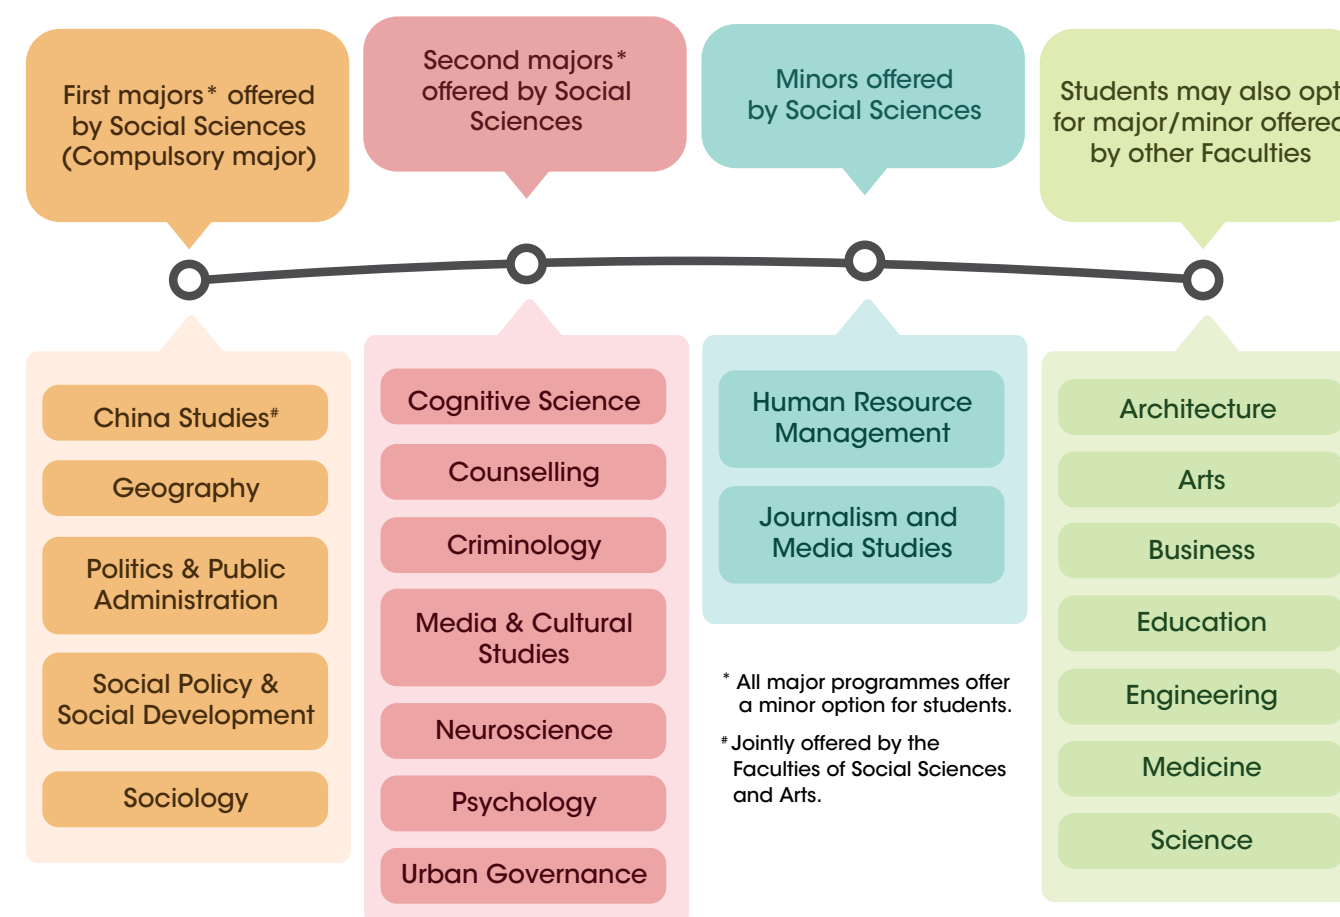 First majors* offered
by Social Sciences
(Compulsory major)
China Studies#
Geography
Politics & Public
Administration
Social Policy &
Social Development
Sociology
Second majors*
offered by Social
Sciences
Cognitive Science
Counselling
Criminology
Media & Cultural
Studies
Neuroscience
Psychology
Urban Governance
Minors offered
by Social Sciences
Human Resource
Management
Journalism and
Media Studies
* All major programmes offer
a minor option for students.
# Jointly offered by the
Faculties of Social Sciences
and Arts.
Students may also opt
for major/minor offered
by other Faculties
Architecture
Arts
Business
Education
Engineering
Medicine
Science